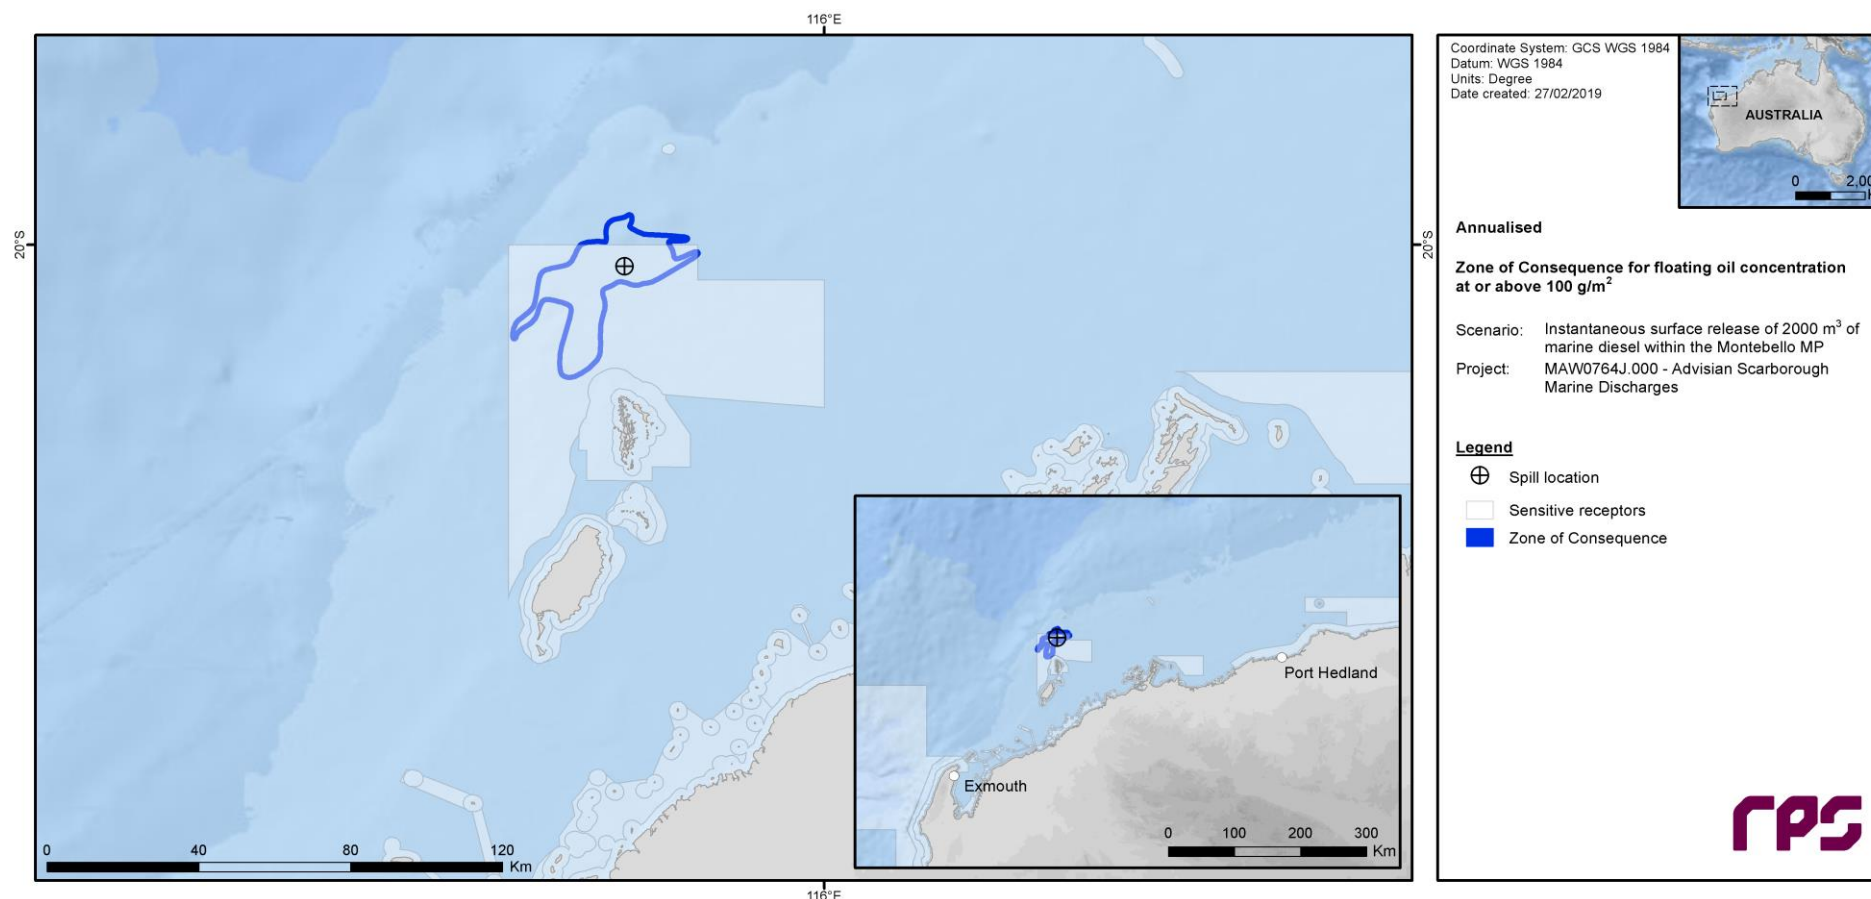 116°E
20°S
20°S
0 40 80 120 Km
116°E
Exmouth
Port Hedland
0 100 200 300 Km
Coordinate System: GCS WGS 1984
Datum: WGS 1984
Units: Degree
Date created: 27/02/2019
AUSTRALIA
0 2,00
Annualised
Zone of Consequence for floating oil concentration
at or above 100 g/m²
Scenario: Instantaneous surface release of 2000 m³ of
marine diesel within the Montebello MP
Project: MAW0764J.000 - Advisian Scarborough
Marine Discharges
Legend
Spill location
Sensitive receptors
Zone of Consequence
rps